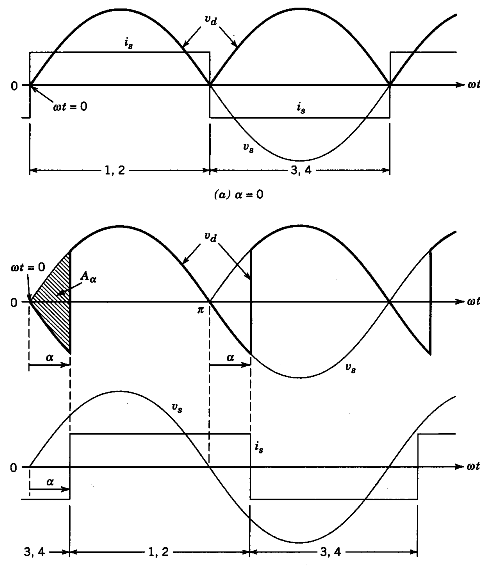 v_d
i_s
0
ωt
ωt = 0
i_s
v_s
1, 2
3, 4
(a) α = 0
v_d
ωt = 0
A_α
0
π
ωt
α
α
v_s
v_s
i_s
0
ωt
α
3, 4
1, 2
3, 4